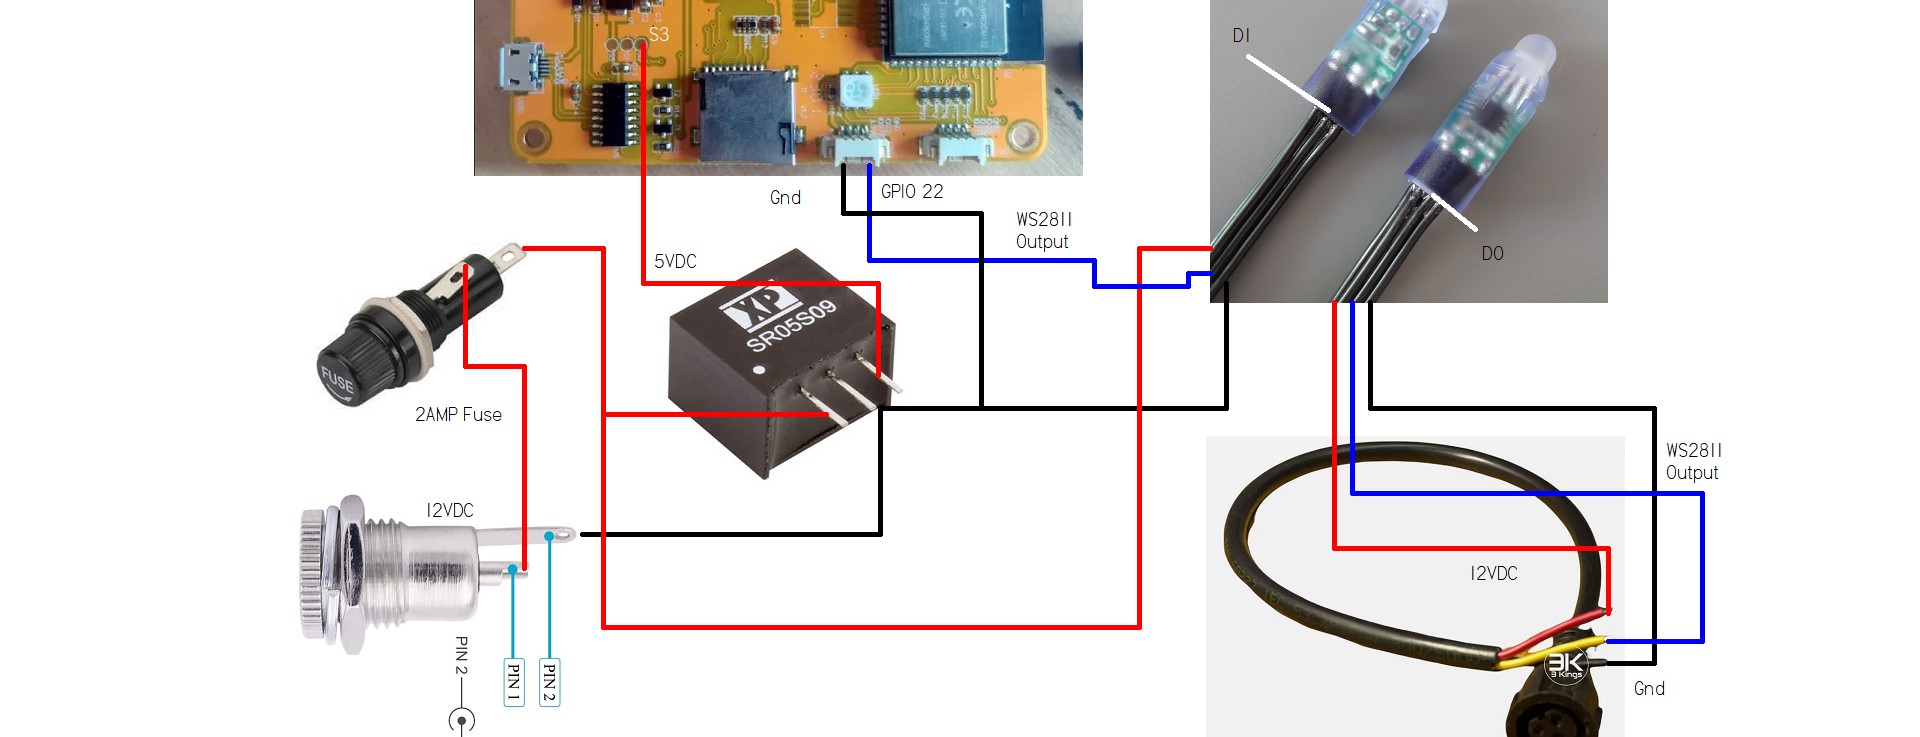 S3
DI
Gnd
GPIO 22
WS2811
Output
DO
5VDC
XP
SR05S09
FUSE
2AMP Fuse
12VDC
WS2811
Output
12VDC
PIN 2
PIN 1
PIN 2
3K
3 Kings
Gnd